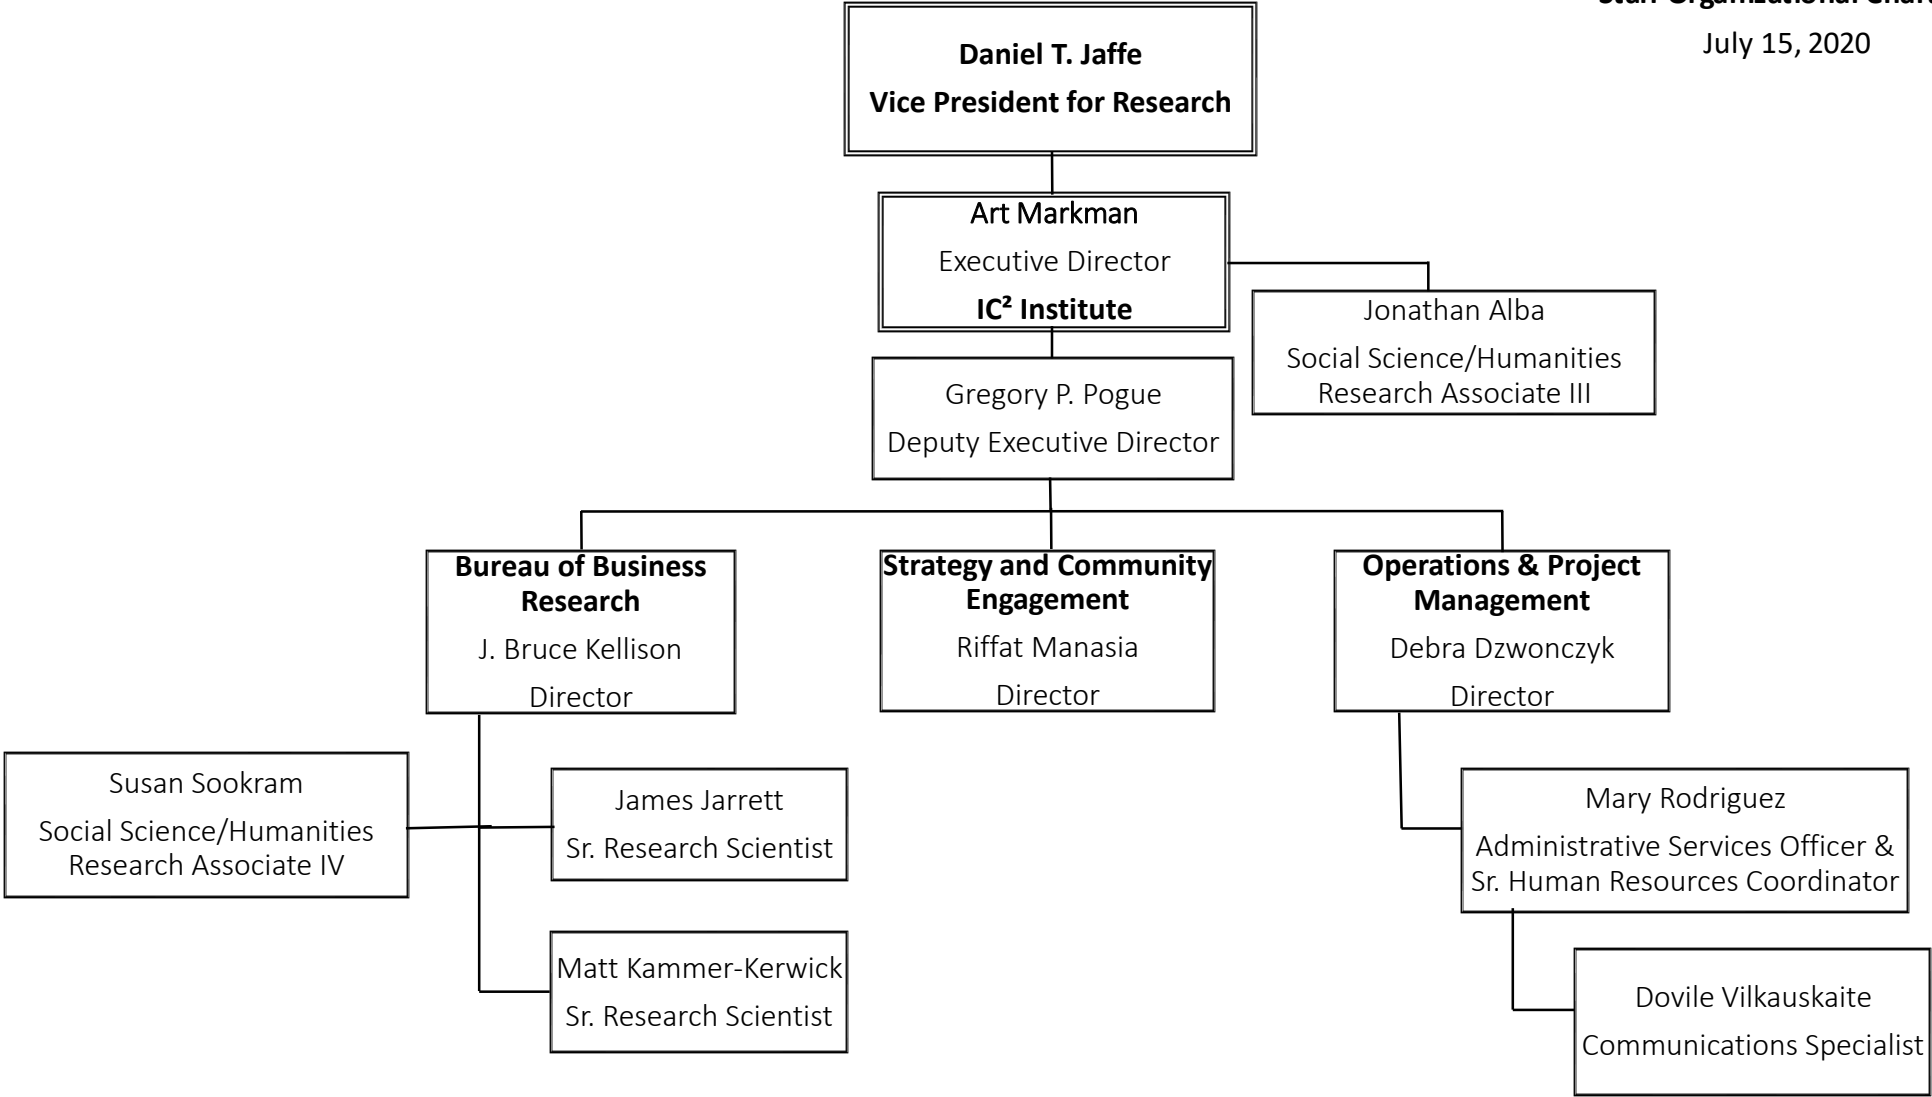 Staff Organizational Chart
July 15, 2020
Daniel T. Jaffe
Vice President for Research
Art Markman
Executive Director
IC² Institute
Jonathan Alba
Social Science/Humanities
Research Associate III
Gregory P. Pogue
Deputy Executive Director
Bureau of Business
Research
J. Bruce Kellison
Director
Strategy and Community
Engagement
Riffat Manasia
Director
Operations & Project
Management
Debra Dzwonczyk
Director
Susan Sookram
Social Science/Humanities
Research Associate IV
James Jarrett
Sr. Research Scientist
Matt Kammer-Kerwick
Sr. Research Scientist
Mary Rodriguez
Administrative Services Officer &
Sr. Human Resources Coordinator
Dovile Vilkauskaite
Communications Specialist